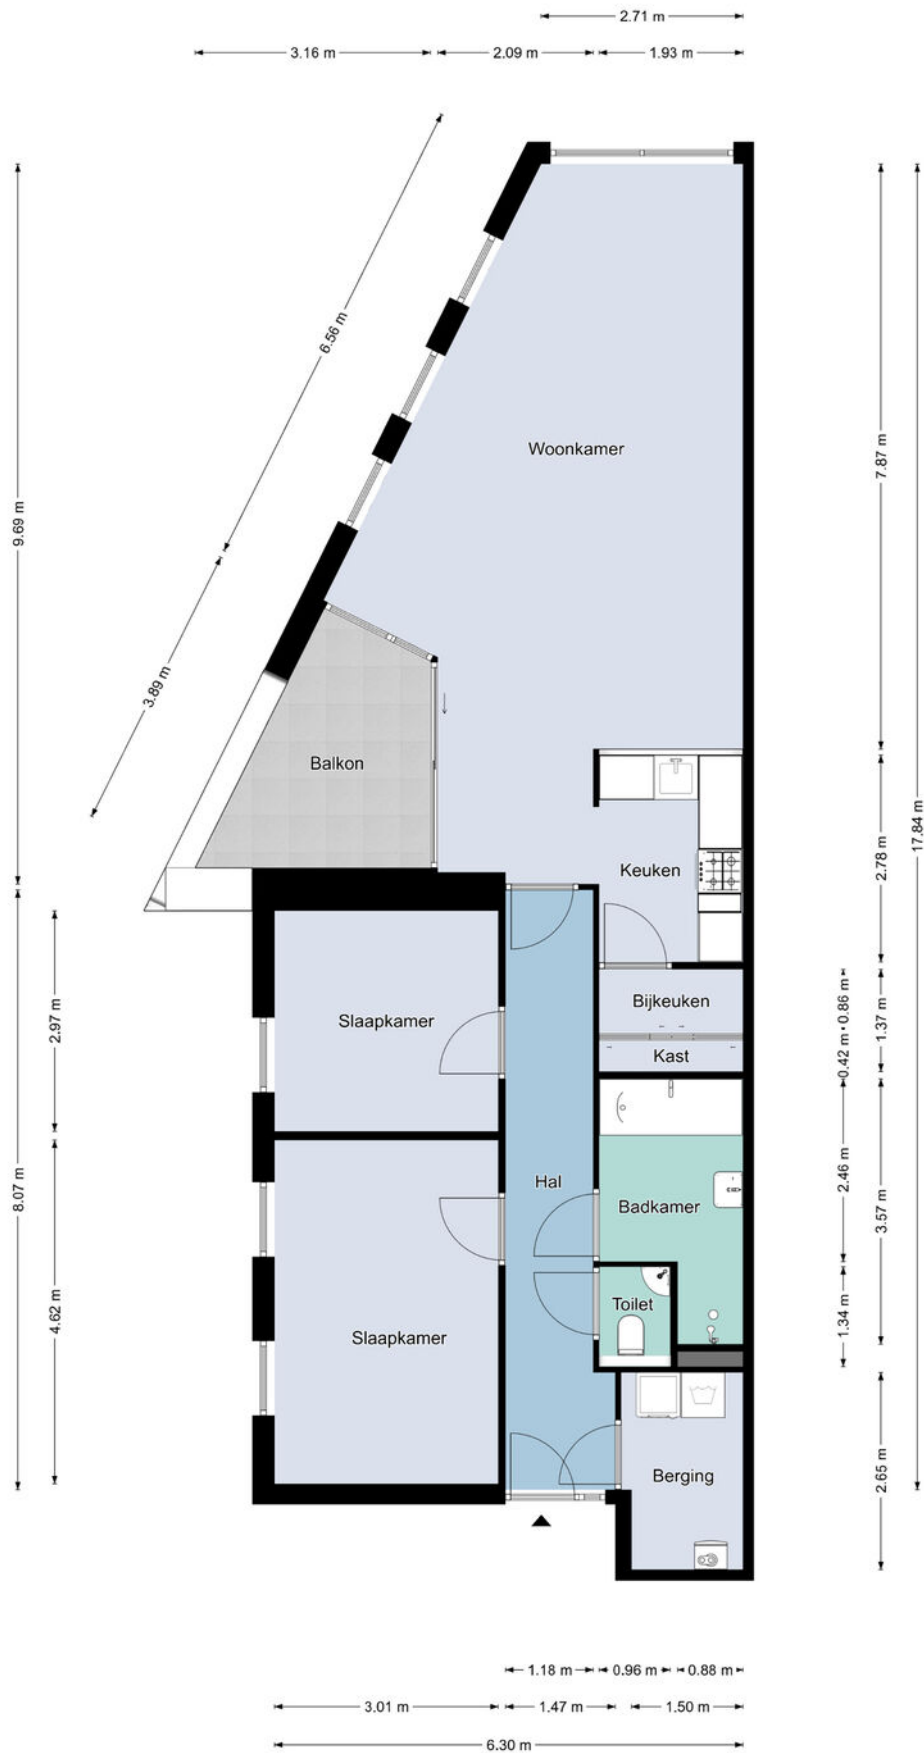 2.71 m
3.16 m
2.09 m
1.93 m
6.56 m
9.69 m
3.89 m
Woonkamer
7.87 m
Balkon
Keuken
2.78 m
17.84 m
Slaapkamer
2.97 m
Bijkeuken
Kast
0.86 m
0.42 m
1.37 m
8.07 m
Hal
Badkamer
2.46 m
3.57 m
Slaapkamer
4.62 m
Toilet
1.34 m
Berging
2.65 m
1.18 m
0.96 m
0.88 m
3.01 m
1.47 m
1.50 m
6.30 m